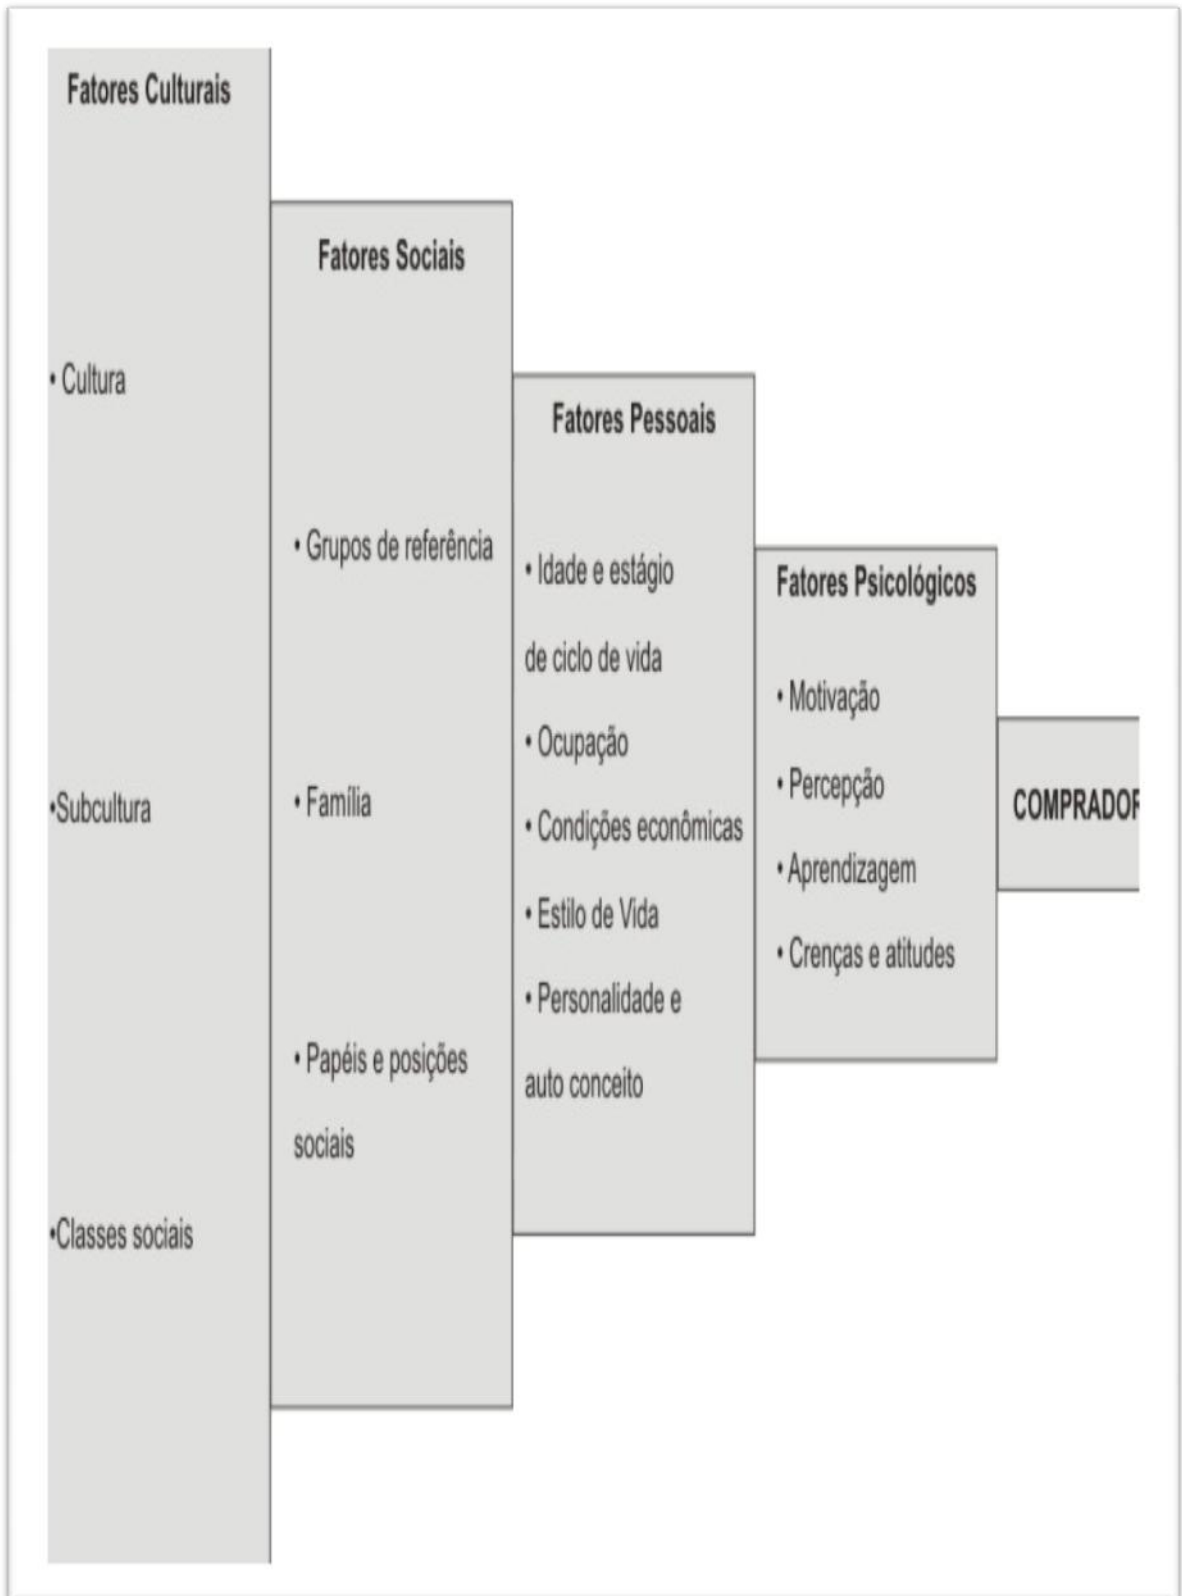 Fatores Culturais
• Cultura
•Subcultura
•Classes sociais
Fatores Sociais
• Grupos de referência
• Família
• Papéis e posições
sociais
Fatores Pessoais
• Idade e estágio
de ciclo de vida
• Ocupação
• Condições econômicas
• Estilo de Vida
• Personalidade e
auto conceito
Fatores Psicológicos
• Motivação
• Percepção
• Aprendizagem
• Crenças e atitudes
COMPRADOR